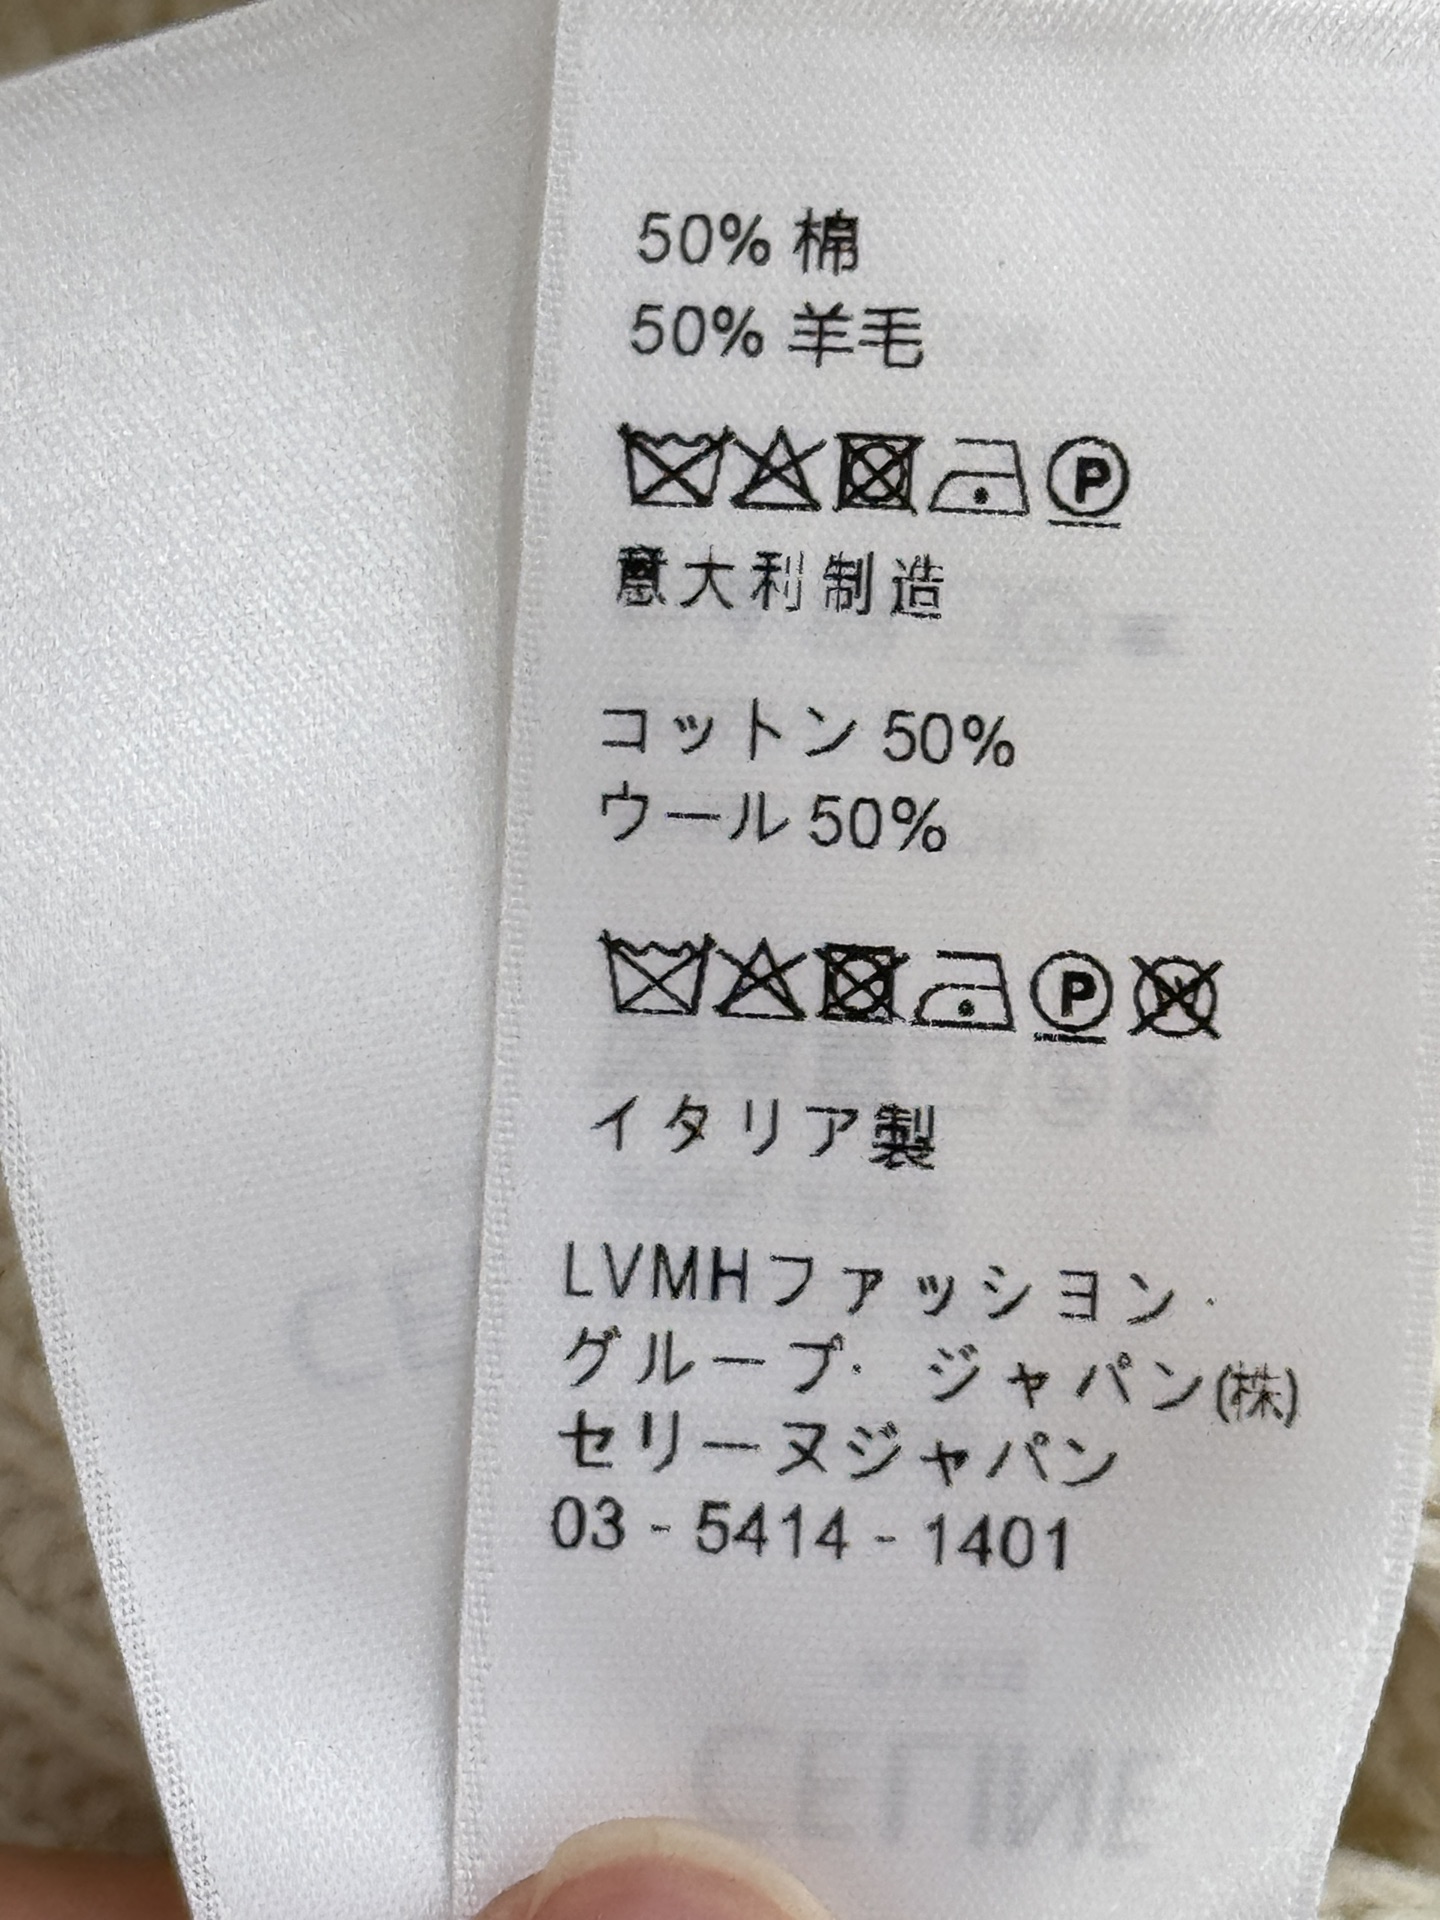 50% 棉
50% 羊毛
P
意大利制造
コットン 50%
ウール 50%
P W
イタリア製
LVMHファッション・
グループ・ ジャパン(株)
セリーヌジャパン
03 - 5414 - 1401
CELINE